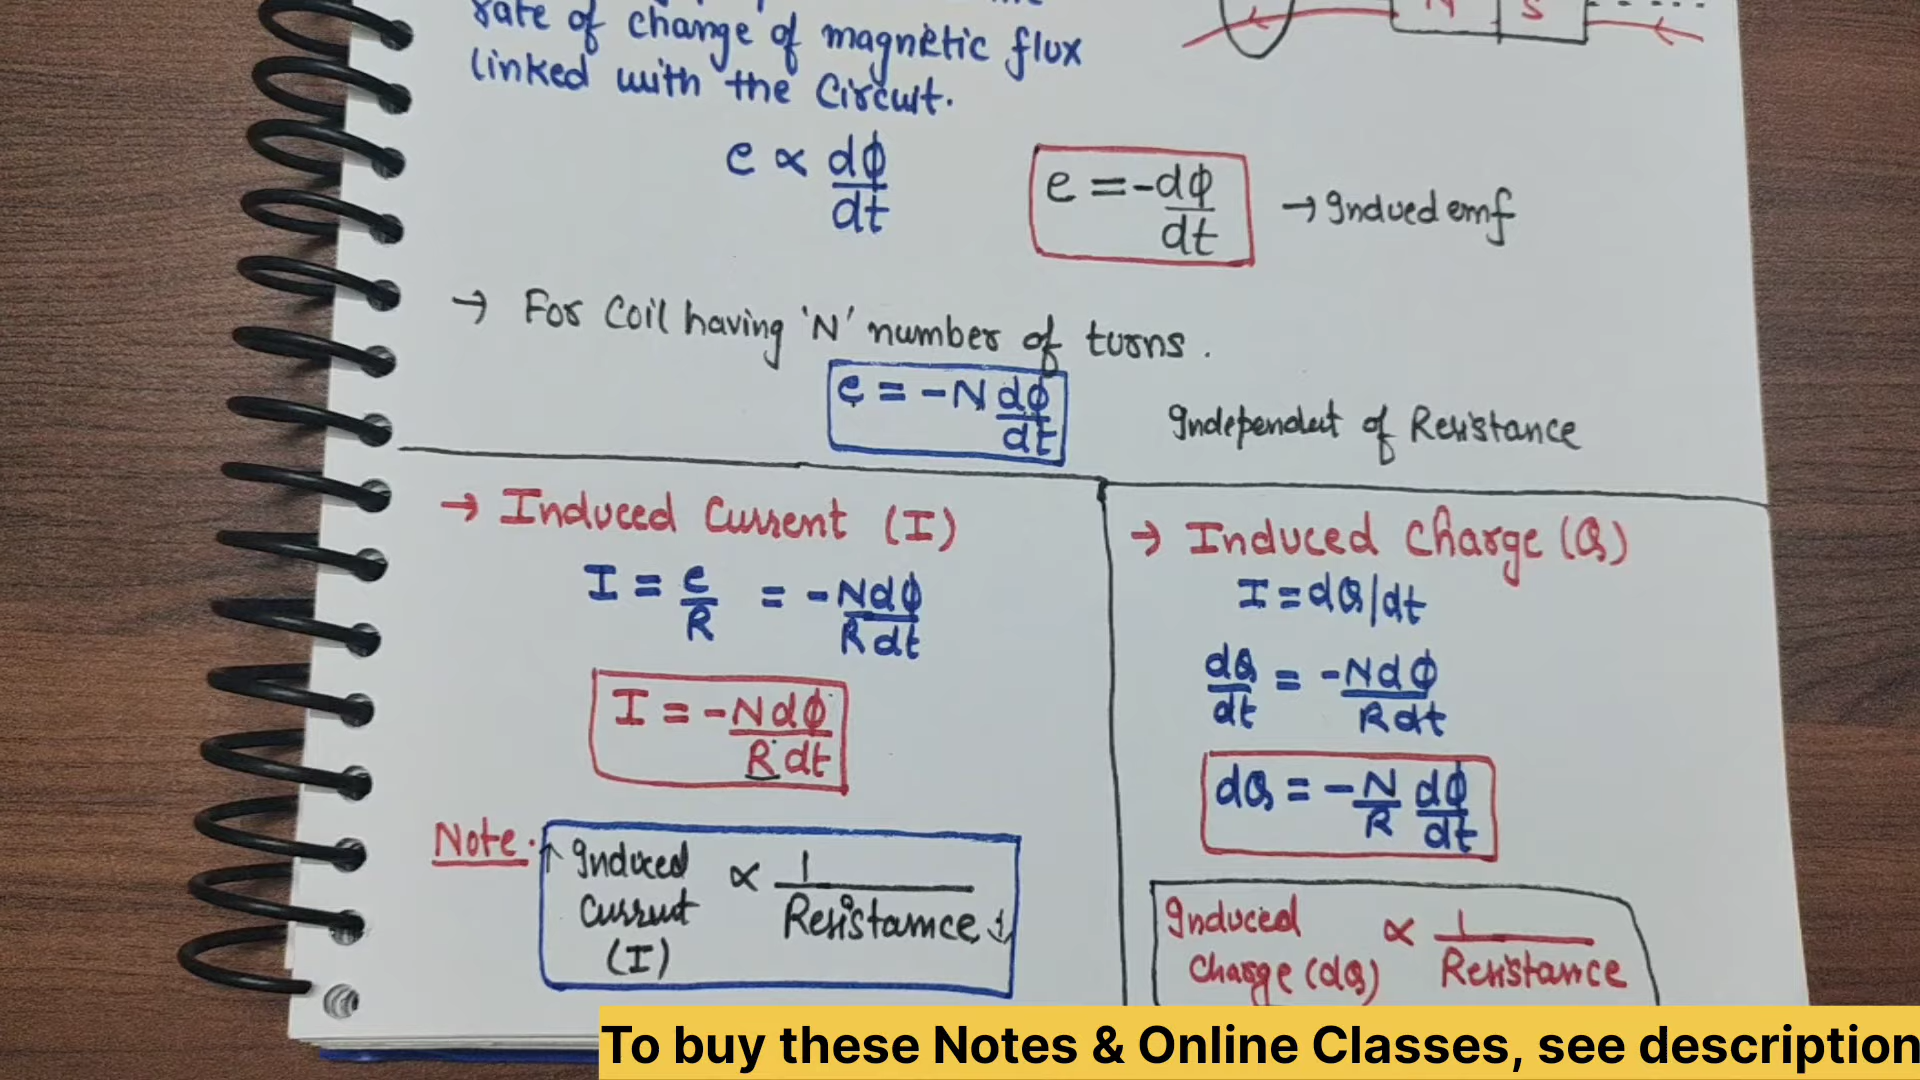 rate of change of magnetic flux
linked with the Circuit.
N S
e ∝ dϕ/dt
e = -dϕ/dt → Indued emf
→ For Coil having 'N' number of turns.
e = -N dϕ/dt
Independent of Resistance
→ Induced Current (I)
I = e/R = -Ndϕ/Rdt
I = -Ndϕ/Rdt
Note. ↑ Induced Current (I) ∝ 1/Resistance ↓
→ Induced Charge (Q)
I = dQ/dt
dQ/dt = -Ndϕ/Rdt
dQ = -N/R dϕ/dt
Induced Charge (dQ) ∝ 1/Resistance
To buy these Notes & Online Classes, see description